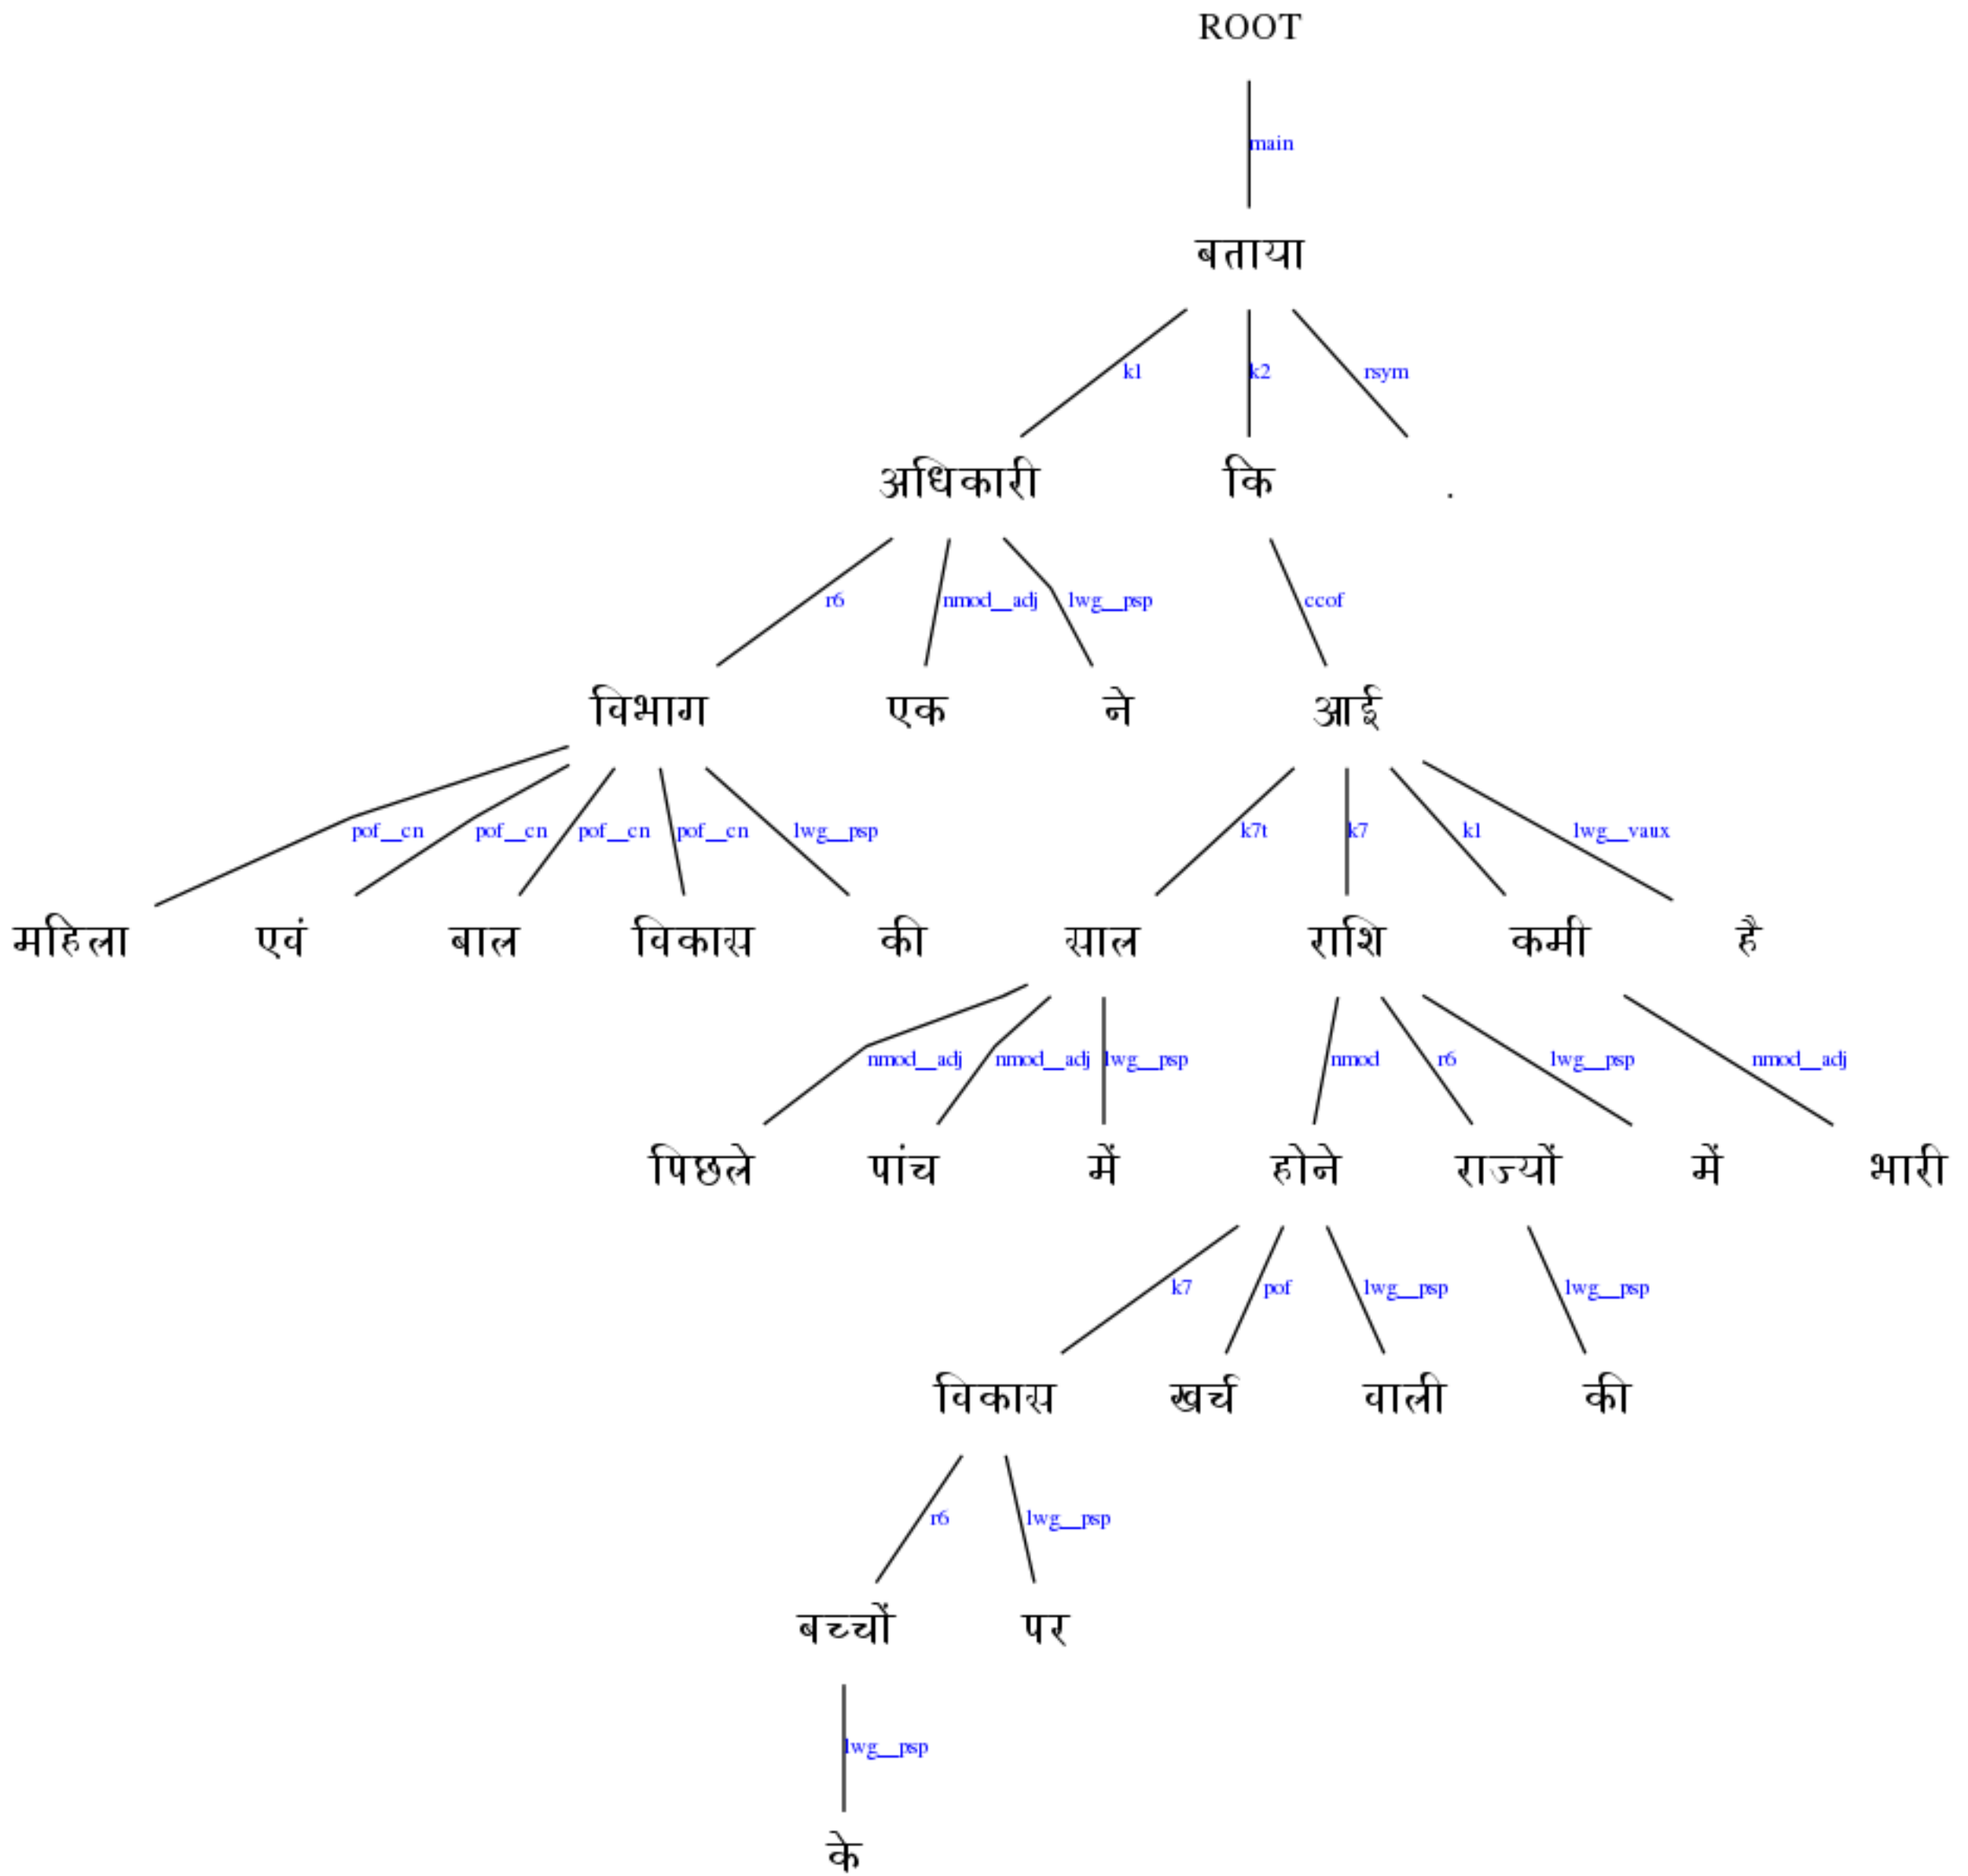 ROOT
main
बताया
k1 k2 rsym
अधिकारी कि .
r6 nmod__adj lwg__psp ccof
विभाग एक ने आई
pof__cn pof__cn pof__cn pof__cn lwg__psp k7t k7 k1 lwg__vaux
महिला एवं बाल विकास की साल राशि कमी है
nmod__adj nmod__adj lwg__psp nmod r6 lwg__psp nmod__adj
पिछले पांच में होने राज्यों में भारी
k7 pof lwg__psp lwg__psp
विकास खर्च वाली की
r6 lwg__psp
बच्चों पर
lwg__psp
के